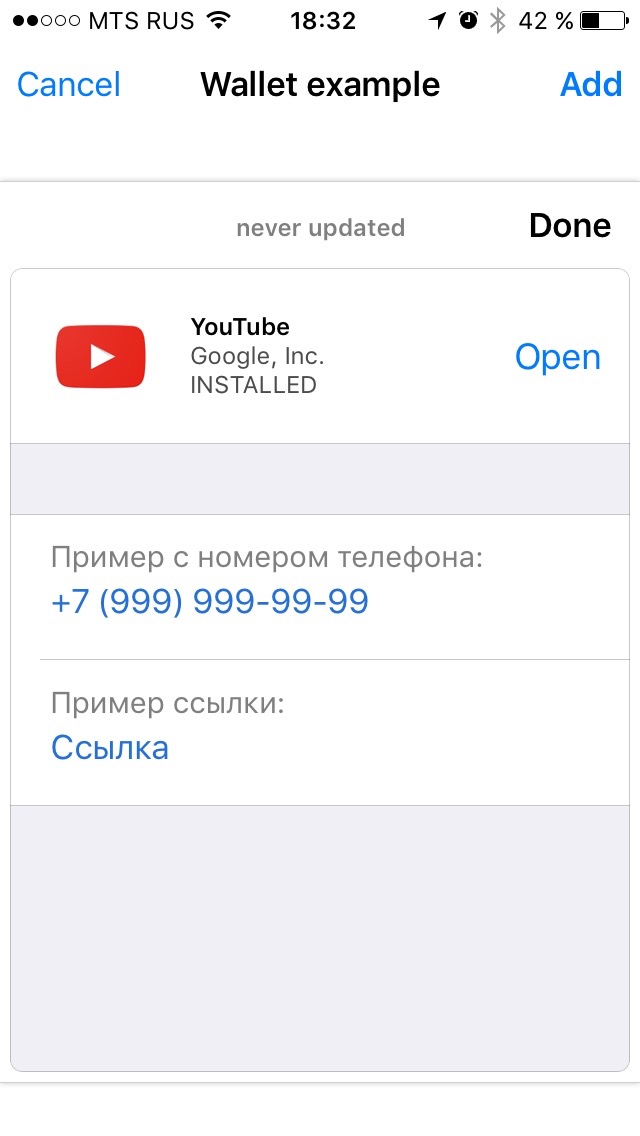 MTS RUS 18:32 42 %
Cancel Wallet example Add
never updated Done
YouTube
Google, Inc.
INSTALLED
Open
Пример с номером телефона:
+7 (999) 999-99-99
Пример ссылки:
Ссылка